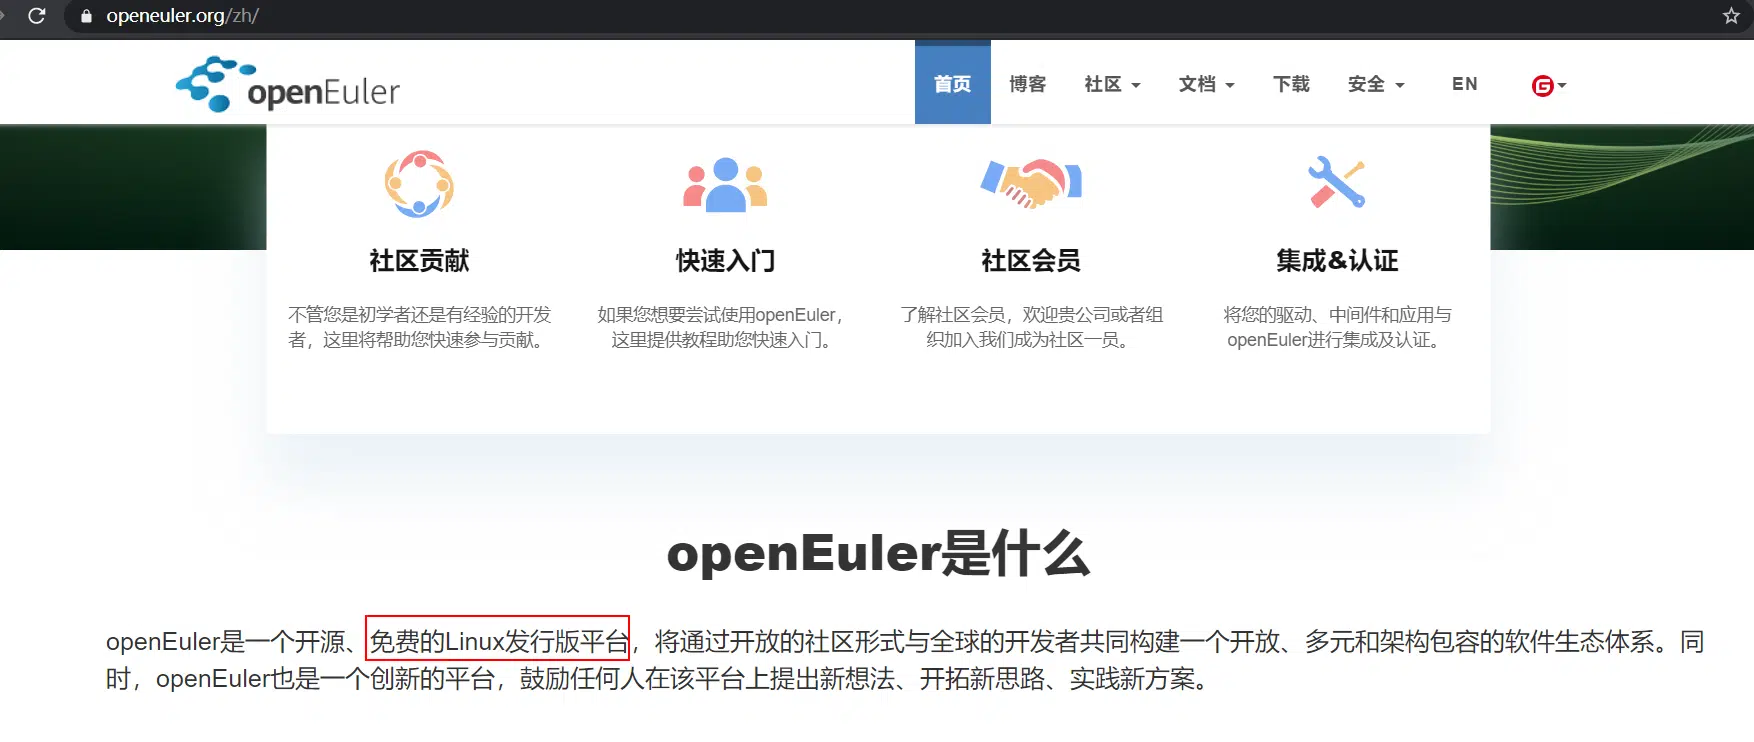 openeuler.org/zh/
openEuler
首页 博客 社区 文档 下载 安全 EN
G
社区贡献
不管您是初学者还是有经验的开发
者，这里将帮助您快速参与贡献。
快速入门
如果您想要尝试使用openEuler，
这里提供教程助您快速入门。
社区会员
了解社区会员，欢迎贵公司或者组
织加入我们成为社区一员。
集成&认证
将您的驱动、中间件和应用与
openEuler进行集成及认证。
openEuler是什么
openEuler是一个开源、免费的Linux发行版平台，将通过开放的社区形式与全球的开发者共同构建一个开放、多元和架构包容的软件生态体系。同
时，openEuler也是一个创新的平台，鼓励任何人在该平台上提出新想法、开拓新思路、实践新方案。